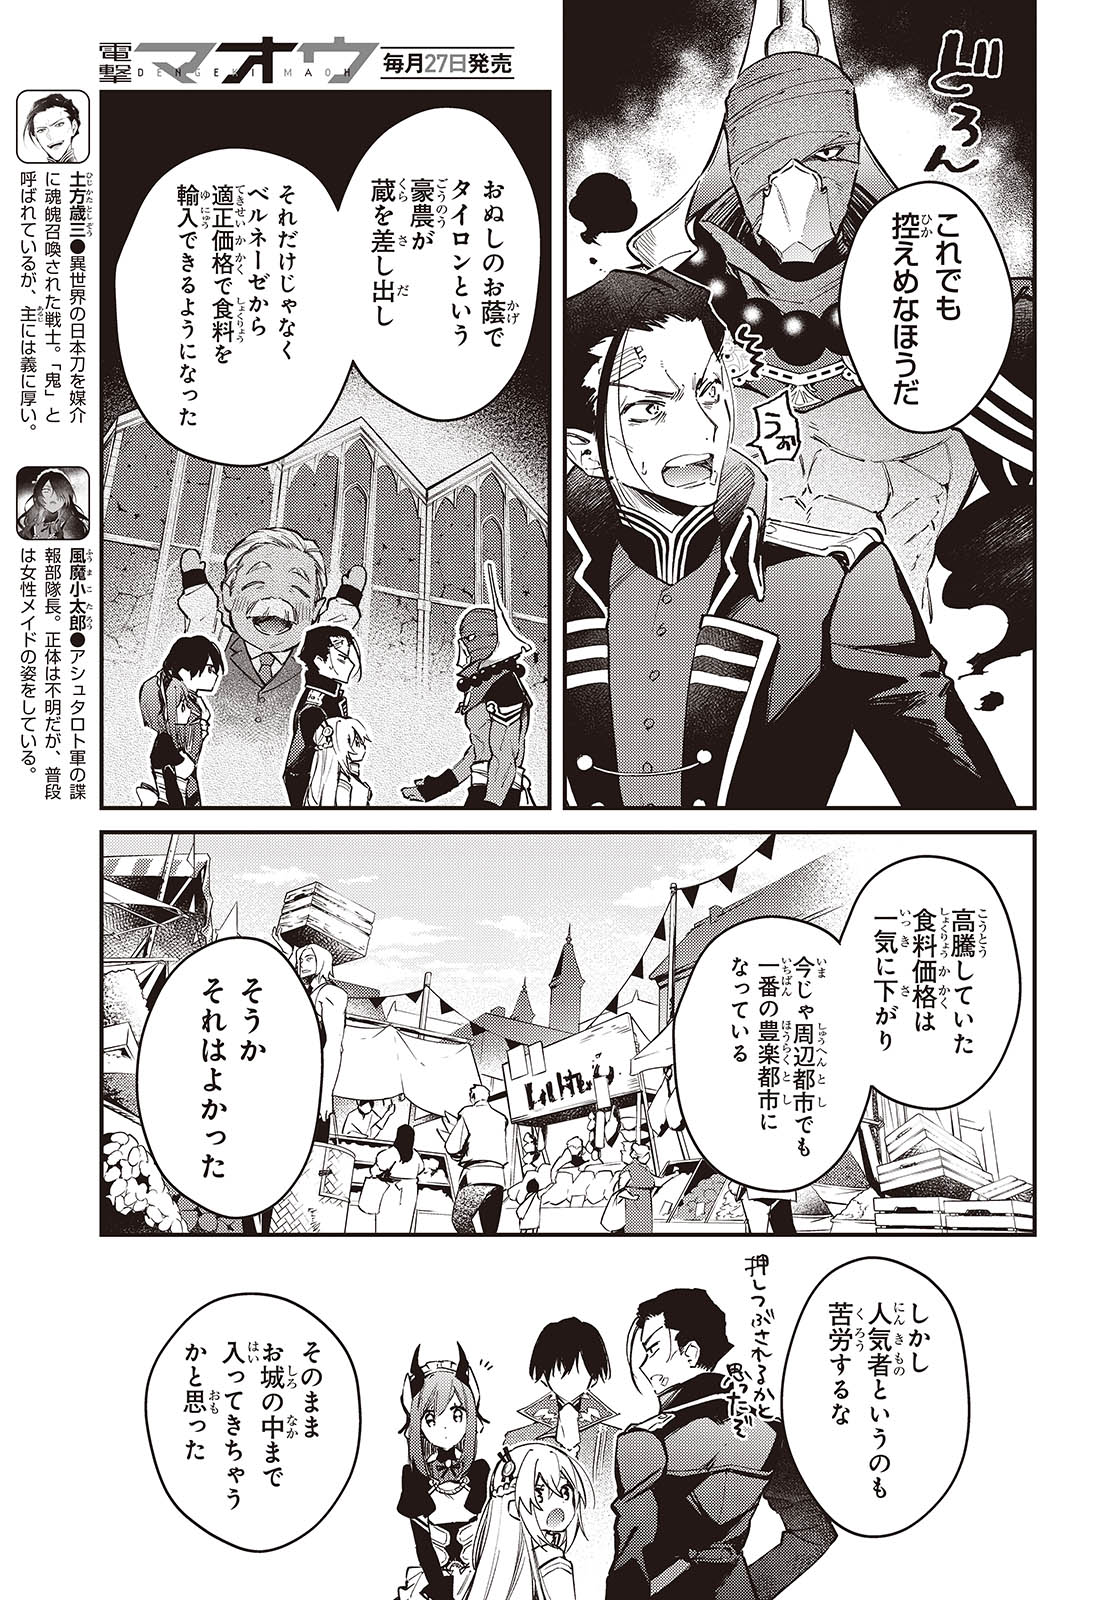 電撃マオウ
DENGEKI MAOH
毎月27日発売
どろん
これでも
控えめなほうだ
うぉ
おぬしのお蔭で
タイロンという
豪農が
蔵を差し出し
それだけじゃなく
ベルネーゼから
適正価格で食料を
輸入できるようになった
土方歳三●異世界の日本刀を媒介
に魂魄召喚された戦士。「鬼」と
呼ばれているが、主には義に厚い。
風魔小太郎●アシュタロト軍の諜
報部隊長。正体は不明だが、普段
は女性メイドの姿をしている。
高騰していた
食料価格は
一気に下がり
今じゃ周辺都市でも
一番の豊楽都市に
なっている
そうか
それはよかった
しかし
人気者というのも
苦労するな
押しつぶされるかと
思ったぞ
そのまま
お城の中まで
入ってきちゃう
かと思った